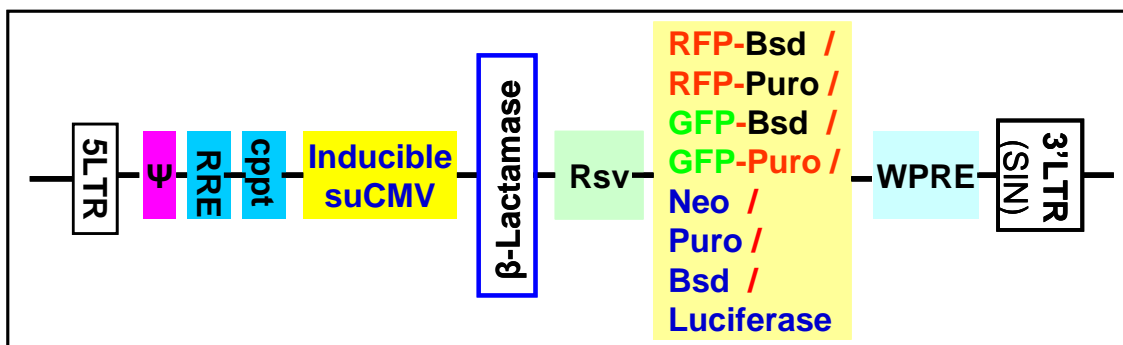 5LTR
Ψ
RRE
cppt
Inducible
suCMV
β-Lactamase
Rsv
RFP-Bsd /
RFP-Puro /
GFP-Bsd /
GFP-Puro /
Neo /
Puro /
Bsd /
Luciferase
WPRE
3'LTR
(SIN)